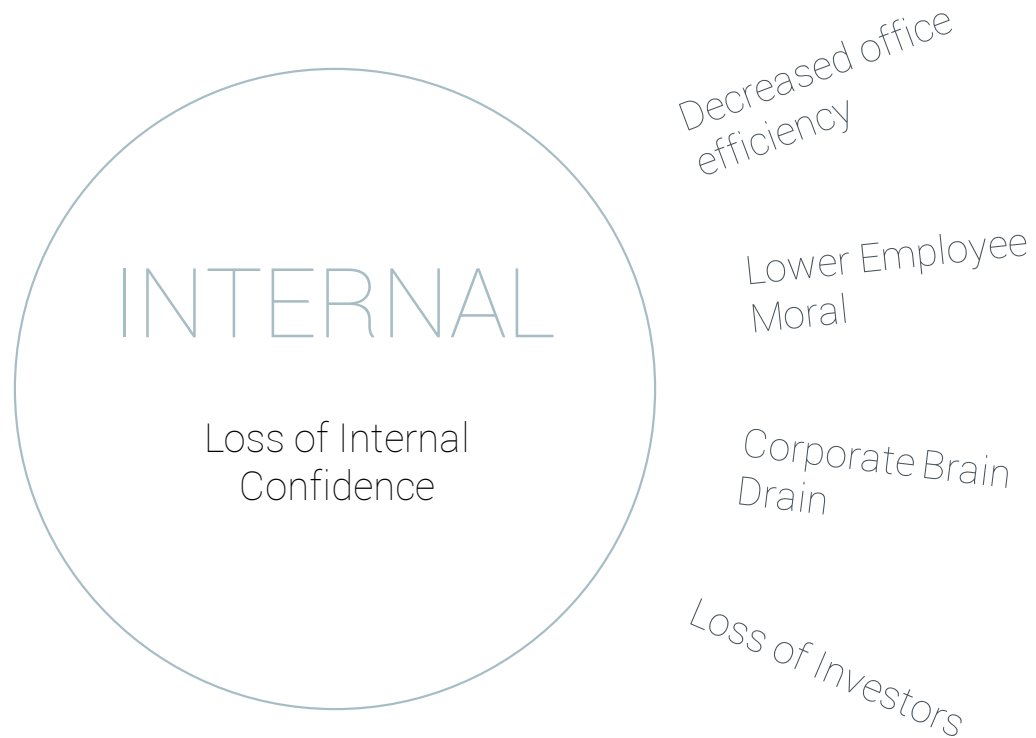 INTERNAL
Loss of Internal
Confidence
Decreased office
efficiency
Lower Employee
Moral
Corporate Brain
Drain
Loss of Investors